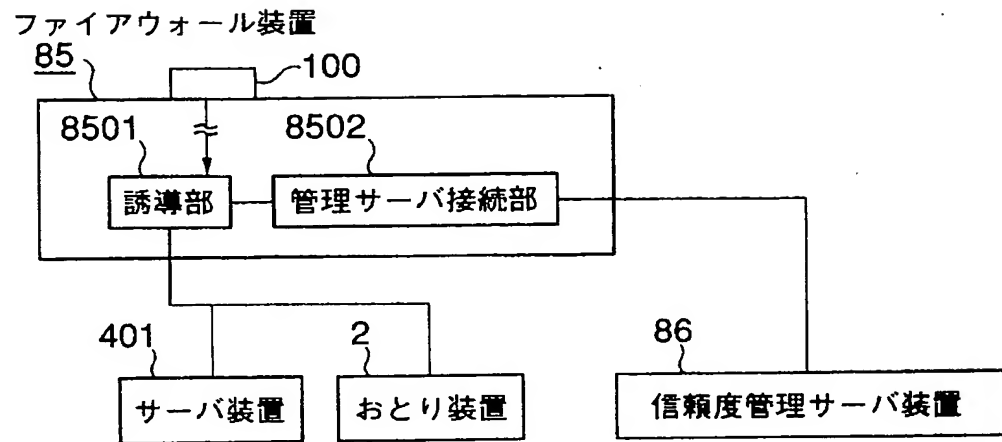 ファイアウォール装置
85
100
8501
8502
誘導部
管理サーバ接続部
401
2
86
サーバ装置
おとり装置
信頼度管理サーバ装置